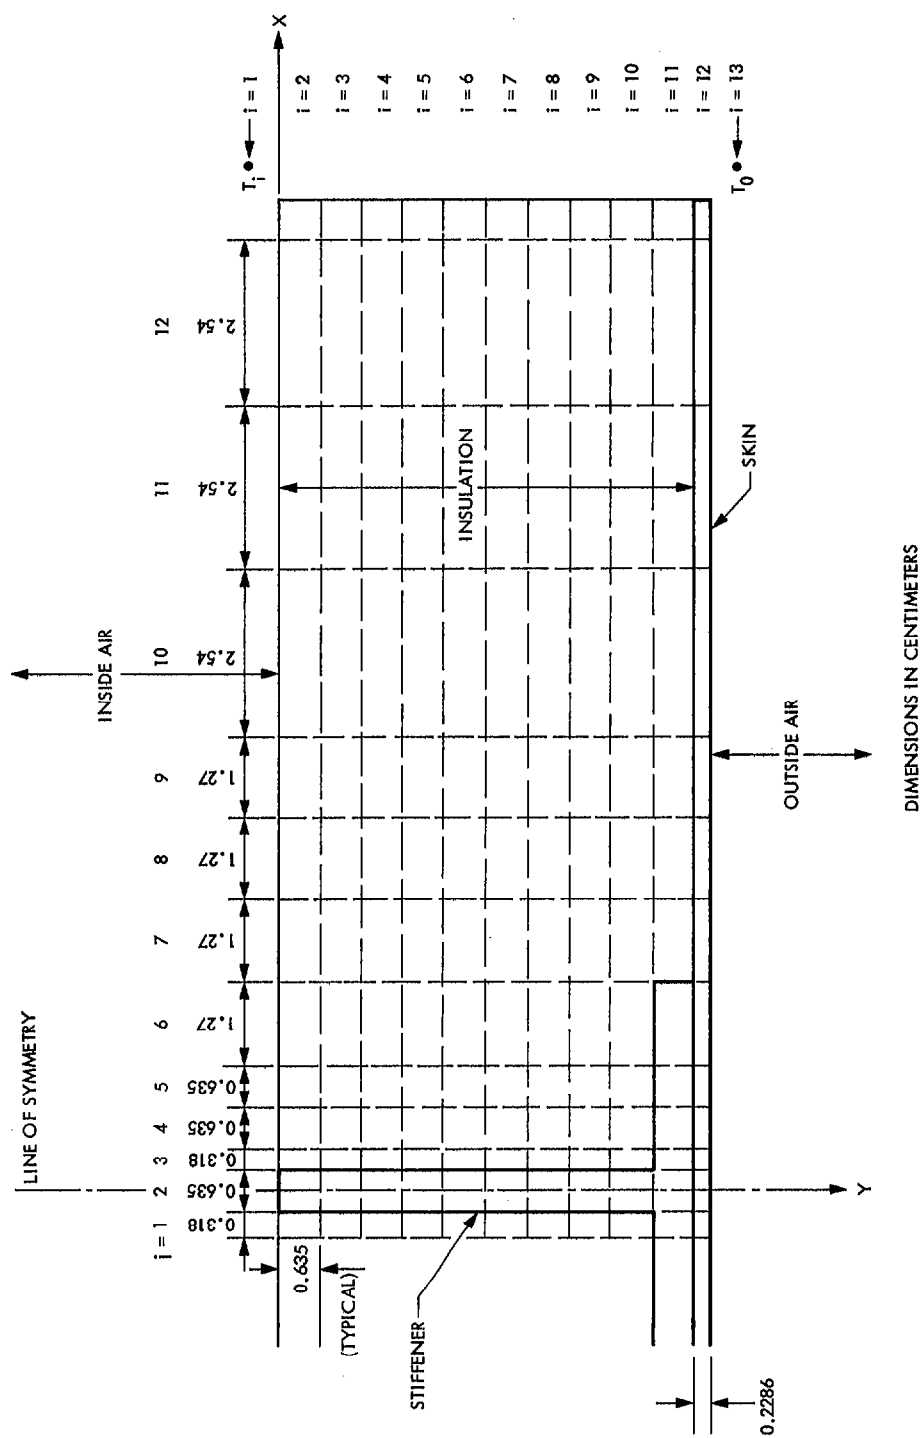 LINE OF SYMMETRY
INSIDE AIR
i = 1 2 3 4 5 6 7 8 9 10 11 12
0.318 0.635 0.318 0.635 0.635 1.27 1.27 1.27 1.27 2.54 2.54 2.54
X
T i
i = 1
i = 2
i = 3
i = 4
i = 5
i = 6
i = 7
i = 8
i = 9
i = 10
i = 11
i = 12
T 0
i = 13
0.635
(TYPICAL)
STIFFENER
INSULATION
SKIN
0.2286
Y
OUTSIDE AIR
DIMENSIONS IN CENTIMETERS